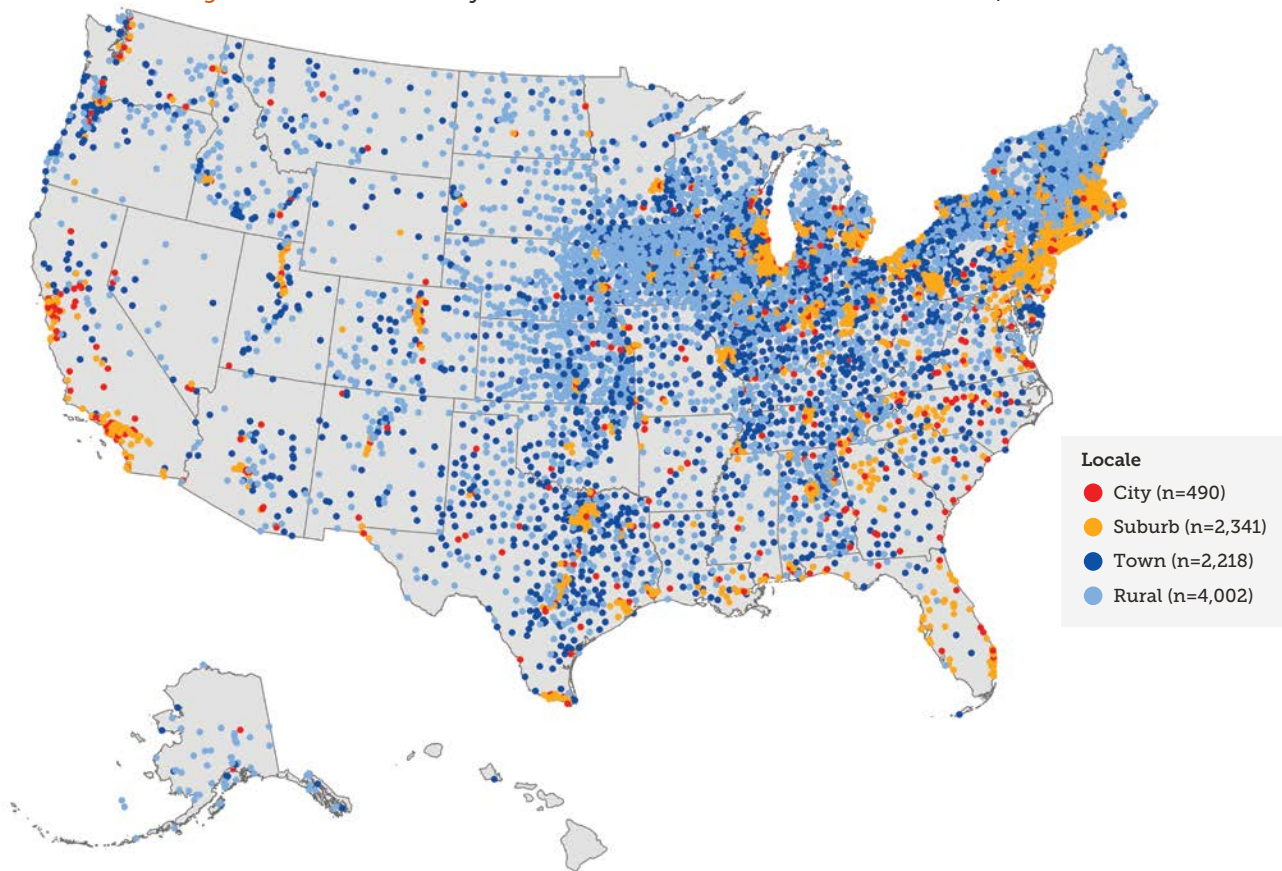 Locale
City (n=490)
Suburb (n=2,341)
Town (n=2,218)
Rural (n=4,002)